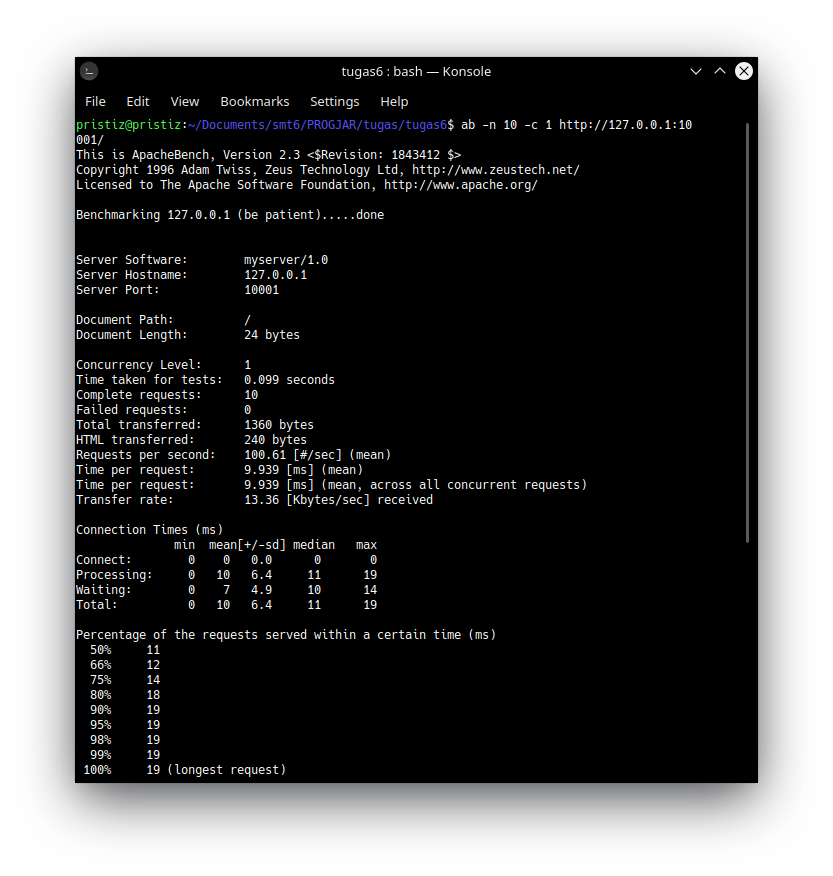 tugas6 : bash — Konsole
File Edit View Bookmarks Settings Help
pristiz@pristiz:~/Documents/smt6/PROGJAR/tugas/tugas6$ ab -n 10 -c 1 http://127.0.0.1:10
001/
This is ApacheBench, Version 2.3 <$Revision: 1843412 $>
Copyright 1996 Adam Twiss, Zeus Technology Ltd, http://www.zeustech.net/
Licensed to The Apache Software Foundation, http://www.apache.org/

Benchmarking 127.0.0.1 (be patient).....done


Server Software:        myserver/1.0
Server Hostname:        127.0.0.1
Server Port:            10001

Document Path:          /
Document Length:        24 bytes

Concurrency Level:      1
Time taken for tests:   0.099 seconds
Complete requests:      10
Failed requests:        0
Total transferred:      1360 bytes
HTML transferred:       240 bytes
Requests per second:    100.61 [#/sec] (mean)
Time per request:       9.939 [ms] (mean)
Time per request:       9.939 [ms] (mean, across all concurrent requests)
Transfer rate:          13.36 [Kbytes/sec] received

Connection Times (ms)
              min  mean[+/-sd] median   max
Connect:        0    0   0.0      0       0
Processing:     0   10   6.4     11      19
Waiting:        0    7   4.9     10      14
Total:          0   10   6.4     11      19

Percentage of the requests served within a certain time (ms)
  50%     11
  66%     12
  75%     14
  80%     18
  90%     19
  95%     19
  98%     19
  99%     19
 100%     19 (longest request)